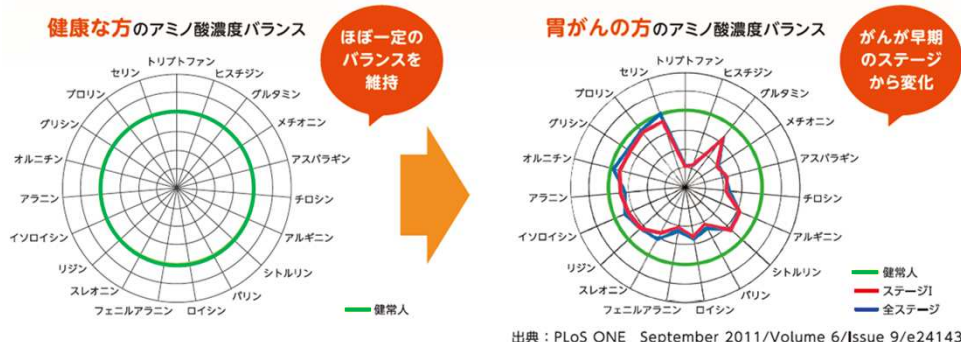 健康な方のアミノ酸濃度バランス
ほぼ一定の
バランスを
維持
トリプトファン
ヒスチジン
グルタミン
メチオニン
アスパラギン
チロシン
アルギニン
シトルリン
バリン
ロイシン
フェニルアラニン
スレオニン
リジン
イソロイシン
アラニン
オルニチン
グリシン
プロリン
セリン
健常人
胃がんの方のアミノ酸濃度バランス
がんが早期
のステージ
から変化
トリプトファン
ヒスチジン
グルタミン
メチオニン
アスパラギン
チロシン
アルギニン
シトルリン
バリン
ロイシン
フェニルアラニン
スレオニン
リジン
イソロイシン
アラニン
オルニチン
グリシン
プロリン
セリン
健常人
ステージI
全ステージ
出典：PLoS ONE September 2011/Volume 6/Issue 9/e24143